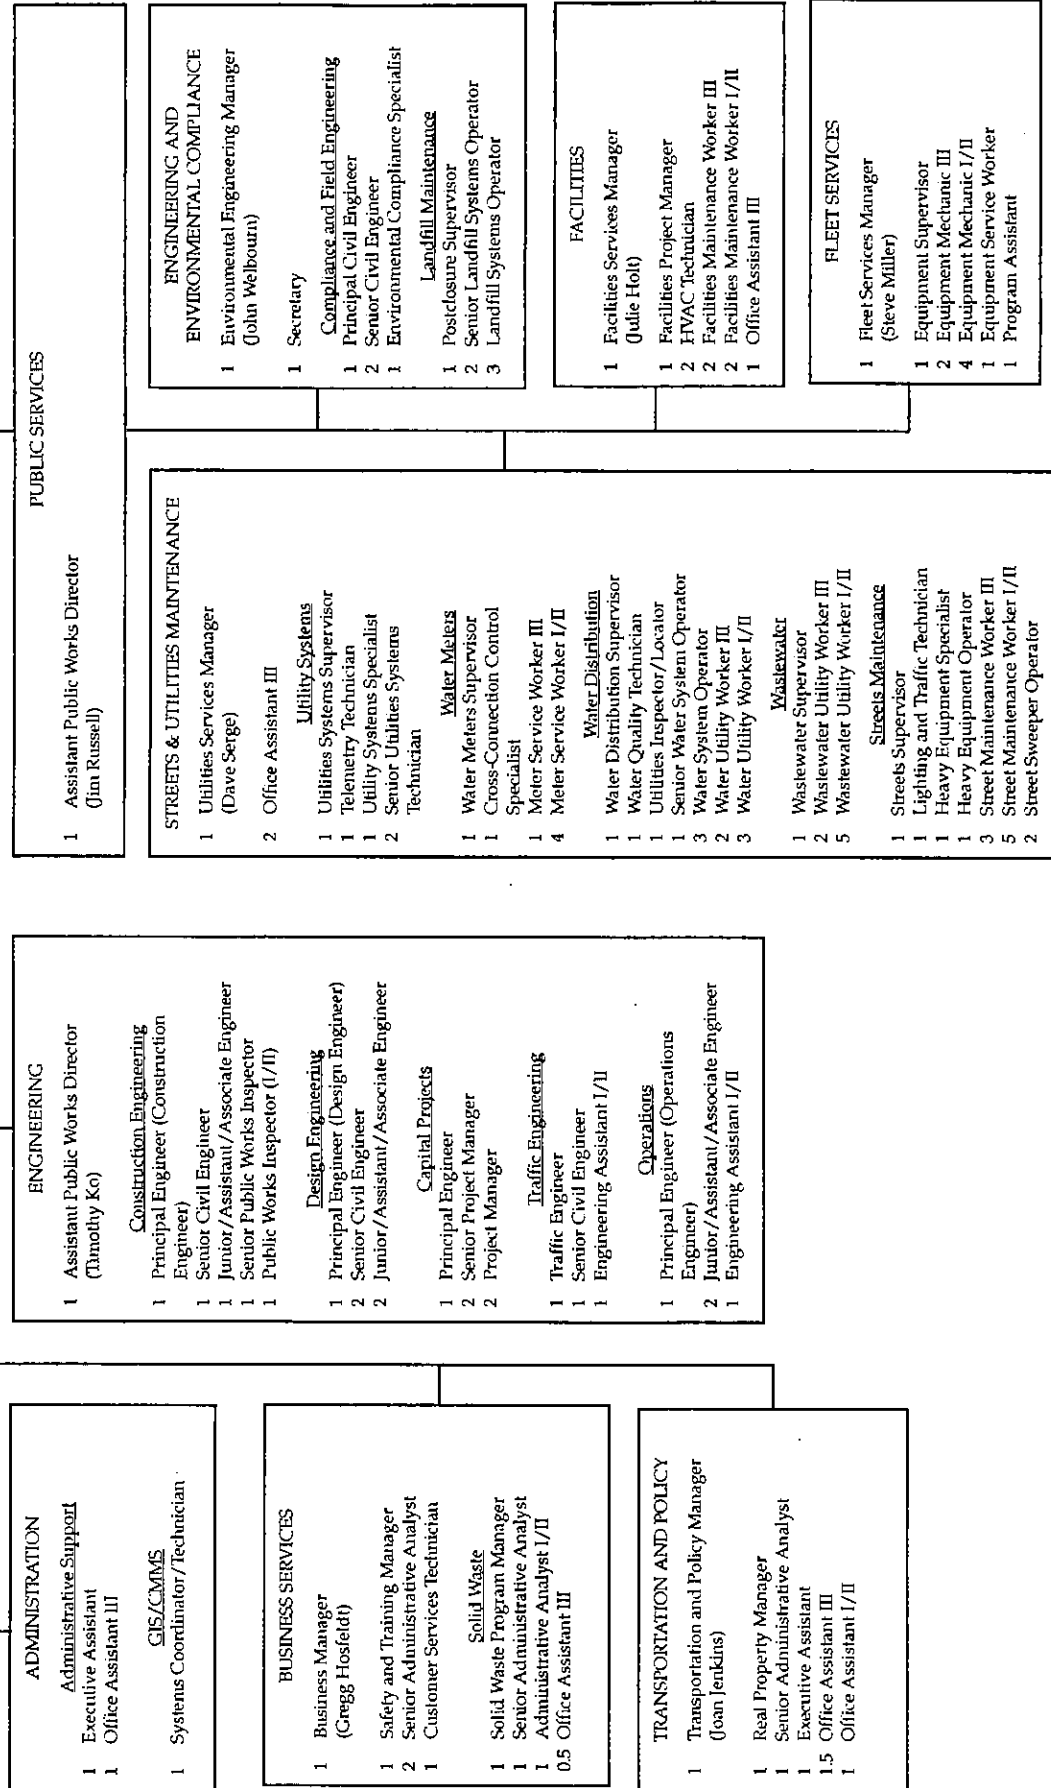 ADMINISTRATION
Administrative Support
1 Executive Assistant
1 Office Assistant III
GIS/CMMS
1 Systems Coordinator/Technician
BUSINESS SERVICES
1 Business Manager
(Gregg Hosfeldt)
1 Safety and Training Manager
2 Senior Administrative Analyst
1 Customer Services Technician
Solid Waste
1 Solid Waste Program Manager
1 Senior Administrative Analyst
1 Administrative Analyst I/II
0.5 Office Assistant III
TRANSPORTATION AND POLICY
1 Transportation and Policy Manager
(Joan Jenkins)
1 Real Property Manager
1 Senior Administrative Analyst
1 Executive Assistant
1.5 Office Assistant III
1 Office Assistant I/II
ENGINEERING
1 Assistant Public Works Director
(Timothy Ko)
Construction Engineering
1 Principal Engineer (Construction
Engineer)
1 Senior Civil Engineer
1 Junior/Assistant/Associate Engineer
1 Senior Public Works Inspector
1 Public Works Inspector (I/II)
Design Engineering
1 Principal Engineer (Design Engineer)
2 Senior Civil Engineer
2 Junior/Assistant/Associate Engineer
Capital Projects
1 Principal Engineer
2 Senior Project Manager
2 Project Manager
Traffic Engineering
1 Traffic Engineer
1 Senior Civil Engineer
1 Engineering Assistant I/II
Operations
1 Principal Engineer (Operations
Engineer)
2 Junior/Assistant/Associate Engineer
1 Engineering Assistant I/II
PUBLIC SERVICES
1 Assistant Public Works Director
(Jim Russell)
STREETS & UTILITIES MAINTENANCE
1 Utilities Services Manager
(Dave Serge)
2 Office Assistant III
Utility Systems
1 Utilities Systems Supervisor
1 Telemetry Technician
1 Utility Systems Specialist
2 Senior Utilities Systems
Technician
Water Meters
1 Water Meters Supervisor
1 Cross-Connection Control
Specialist
1 Meter Service Worker III
4 Meter Service Worker I/II
Water Distribution
1 Water Distribution Supervisor
1 Water Quality Technician
1 Utilities Inspector/Locator
1 Senior Water System Operator
3 Water System Operator
2 Water Utility Worker III
3 Water Utility Worker I/II
Wastewater
1 Wastewater Supervisor
2 Wastewater Utility Worker III
5 Wastewater Utility Worker I/II
Streets Maintenance
1 Streets Supervisor
1 Lighting and Traffic Technician
1 Heavy Equipment Specialist
1 Heavy Equipment Operator
3 Street Maintenance Worker III
5 Street Maintenance Worker I/II
2 Street Sweeper Operator
ENGINEERING AND
ENVIRONMENTAL COMPLIANCE
1 Environmental Engineering Manager
(John Welbourn)
1 Secretary
Compliance and Field Engineering
1 Principal Civil Engineer
2 Senior Civil Engineer
1 Environmental Compliance Specialist
Landfill Maintenance
1 Postclosure Supervisor
2 Senior Landfill Systems Operator
3 Landfill Systems Operator
FACILITIES
1 Facilities Services Manager
(Julie Holt)
1 Facilities Project Manager
2 HVAC Technician
2 Facilities Maintenance Worker III
2 Facilities Maintenance Worker I/II
1 Office Assistant III
FLEET SERVICES
1 Fleet Services Manager
(Steve Miller)
1 Equipment Supervisor
2 Equipment Mechanic III
4 Equipment Mechanic I/II
1 Equipment Service Worker
1 Program Assistant